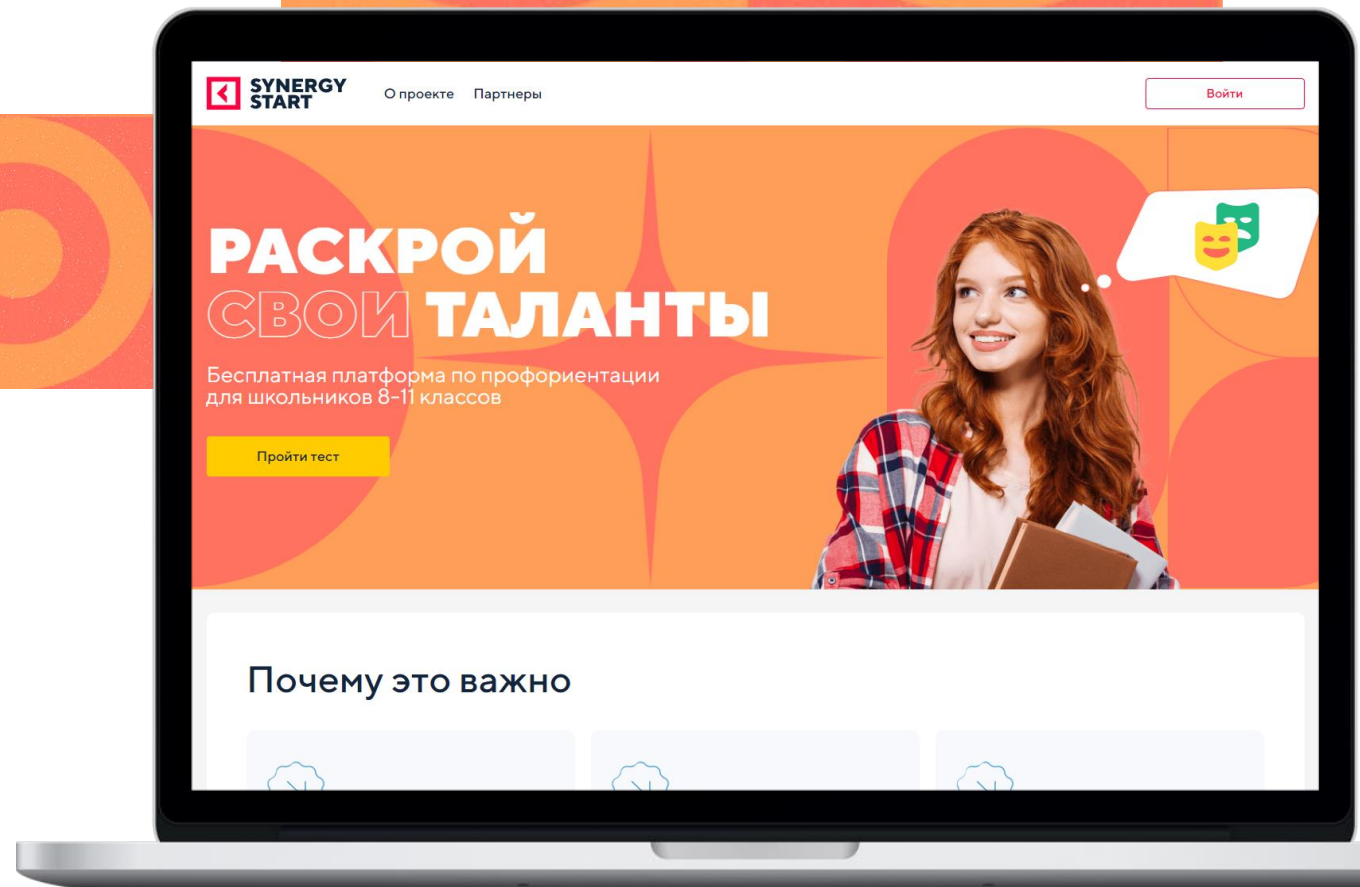 SYNERGY
START
О проекте Партнеры
Войти
РАСКРОЙ
СВОИ ТАЛАНТЫ
Бесплатная платформа по профориентации
для школьников 8-11 классов
Пройти тест
Почему это важно